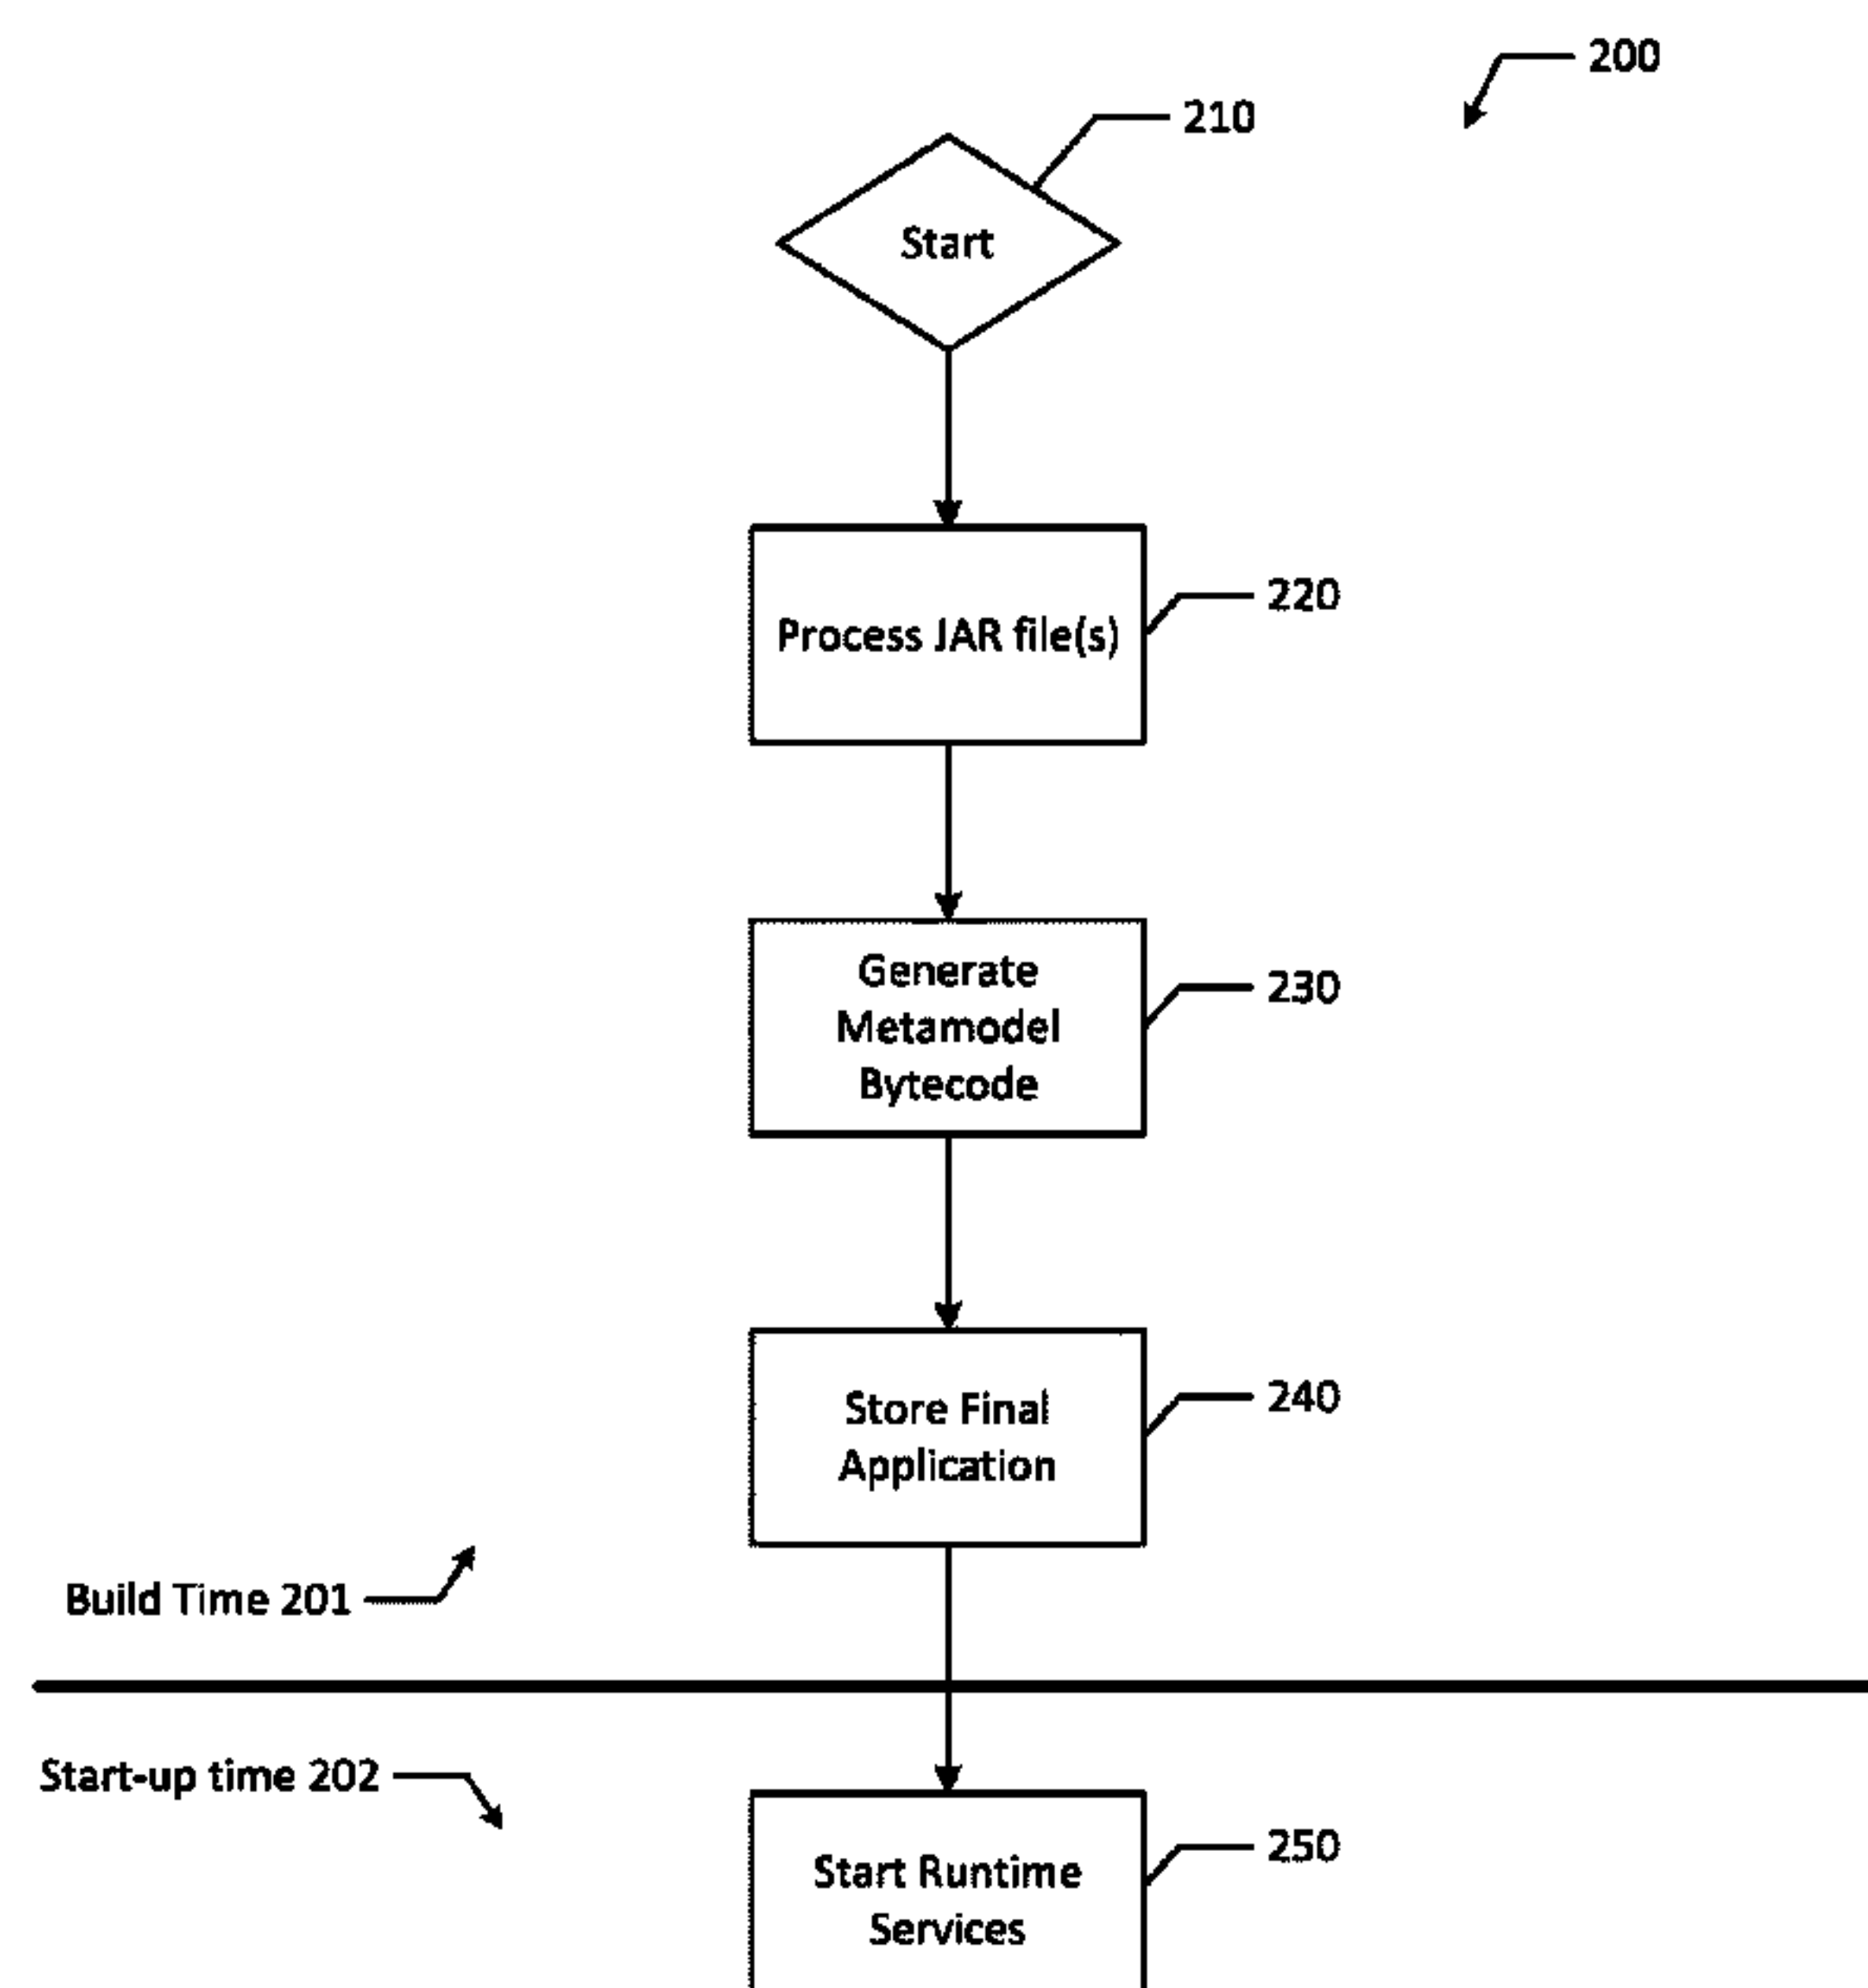 200
210
Start
220
Process JAR file(s)
230
Generate
Metamodel
Bytecode
240
Store Final
Application
Build Time 201
Start-up time 202
250
Start Runtime
Services